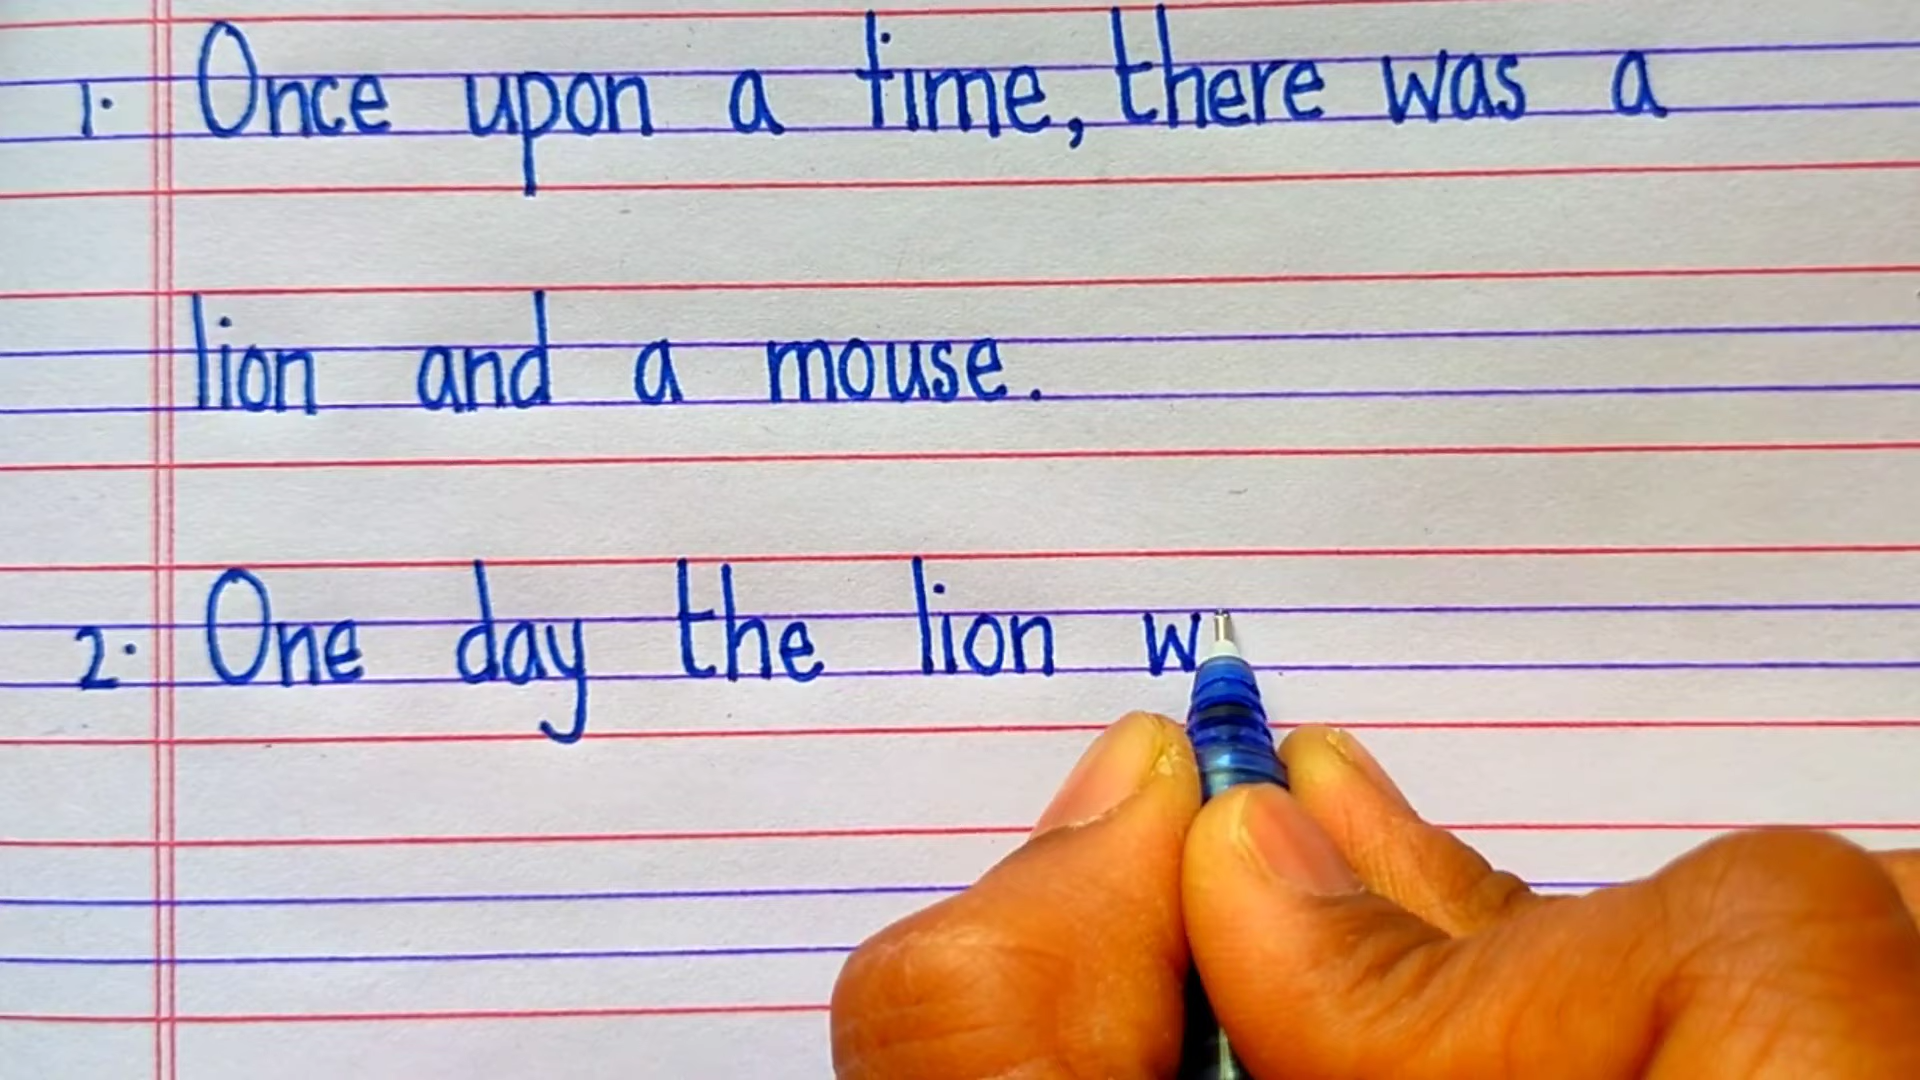 1. Once upon a time, there was a
lion and a mouse.
2. One day the lion w